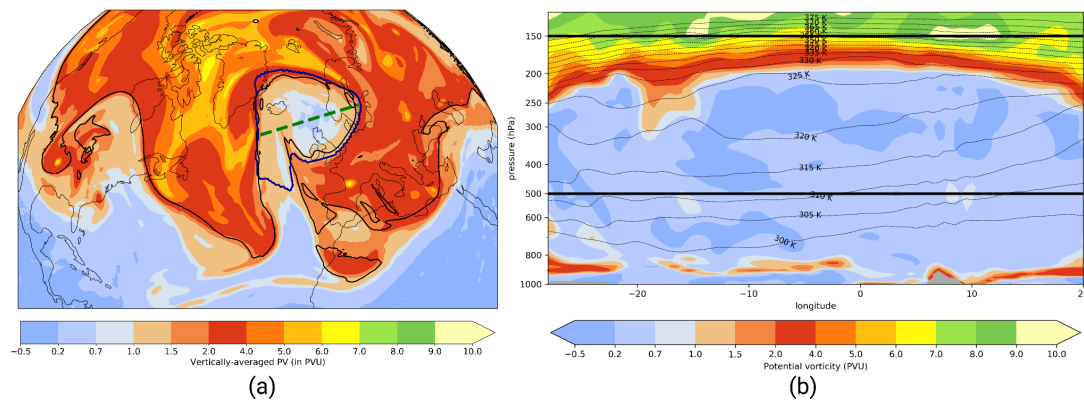 −0.5 0.2 0.7 1.0 1.5 2.0 4.0 5.0 6.0 7.0 8.0 9.0 10.0
Vertically-averaged PV (in PVU)
(a)
pressure (hPa)
150
200
250
300
400
500
600
800
1000
375 K
370 K
365 K
335 K
330 K
325 K
320 K
315 K
310 K
305 K
300 K
−20 −10 0 10 20
longitude
−0.5 0.2 0.7 1.0 1.5 2.0 4.0 5.0 6.0 7.0 8.0 9.0 10.0
Potential vorticity (PVU)
(b)